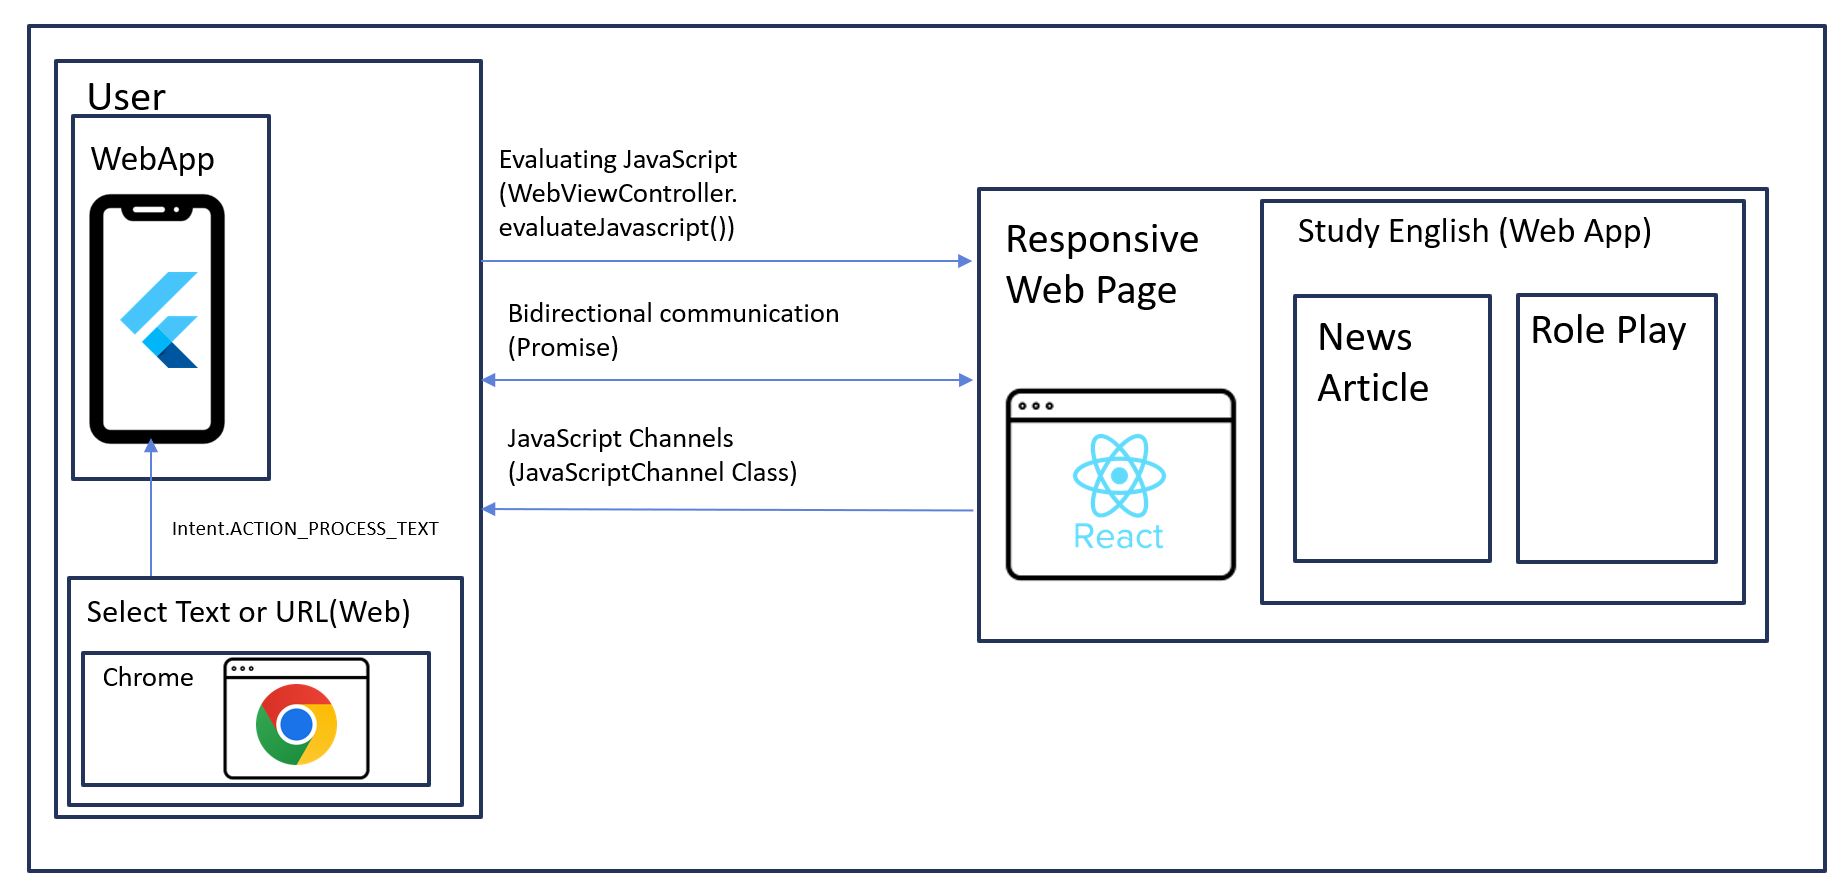 User
WebApp
Evaluating JavaScript
(WebViewController.
evaluateJavascript())
Bidirectional communication
(Promise)
JavaScript Channels
(JavaScriptChannel Class)
Intent.ACTION_PROCESS_TEXT
Select Text or URL(Web)
Chrome
Responsive
Web Page
React
Study English (Web App)
News
Article
Role Play